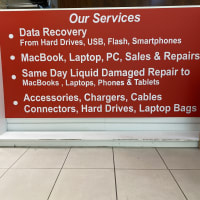 Our Services
• Data Recovery
From Hard Drives, USB, Flash, Smartphones
• MacBook, Laptop, PC, Sales & Repairs
• Same Day Liquid Damaged Repair to
MacBooks , Laptops, Phones & Tablets
• Accessories, Chargers, Cables
Connectors, Hard Drives, Laptop Bags